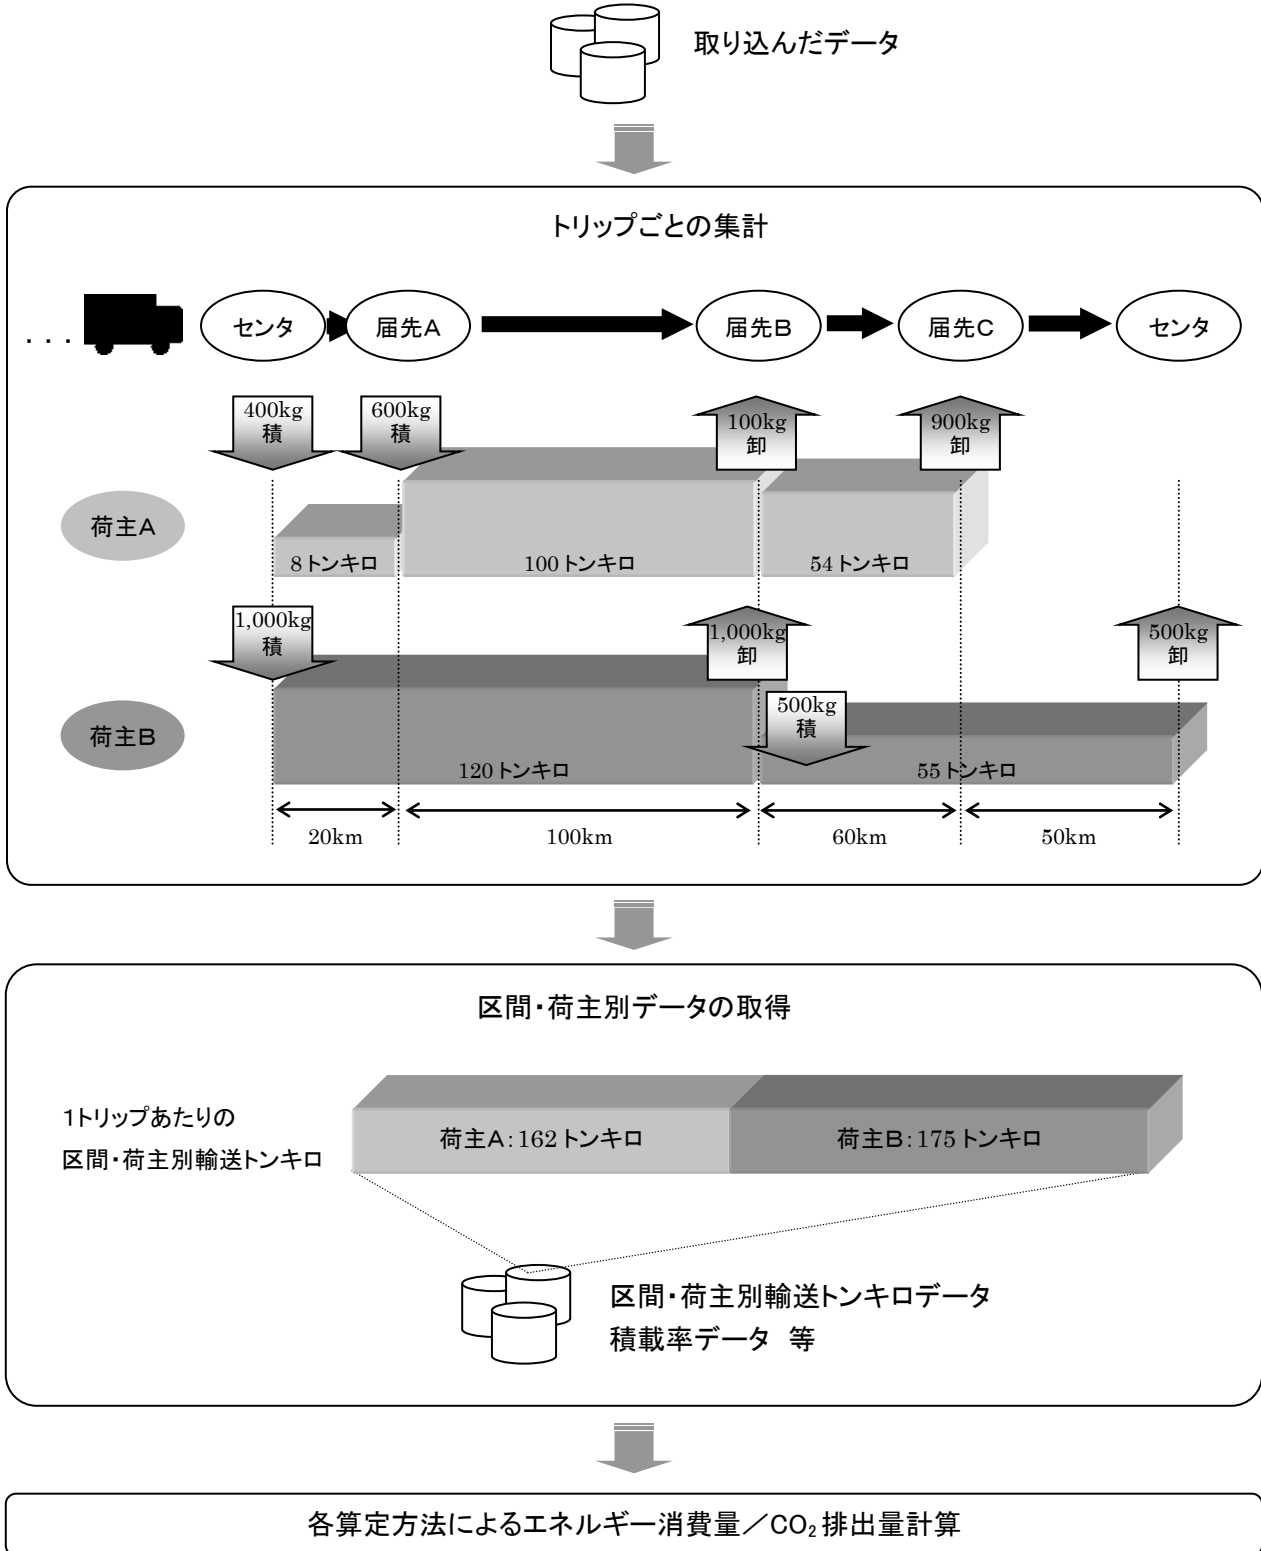 取り込んだデータ
トリップごとの集計
...
センタ
届先A
届先B
届先C
センタ
400kg
積
600kg
積
100kg
卸
900kg
卸
荷主A
8トンキロ
100トンキロ
54トンキロ
1,000kg
積
1,000kg
卸
500kg
卸
荷主B
500kg
積
120トンキロ
55トンキロ
20km
100km
60km
50km
区間・荷主別データの取得
1トリップあたりの
区間・荷主別輸送トンキロ
荷主A:162トンキロ
荷主B:175トンキロ
区間・荷主別輸送トンキロデータ
積載率データ 等
各算定方法によるエネルギー消費量／CO₂排出量計算